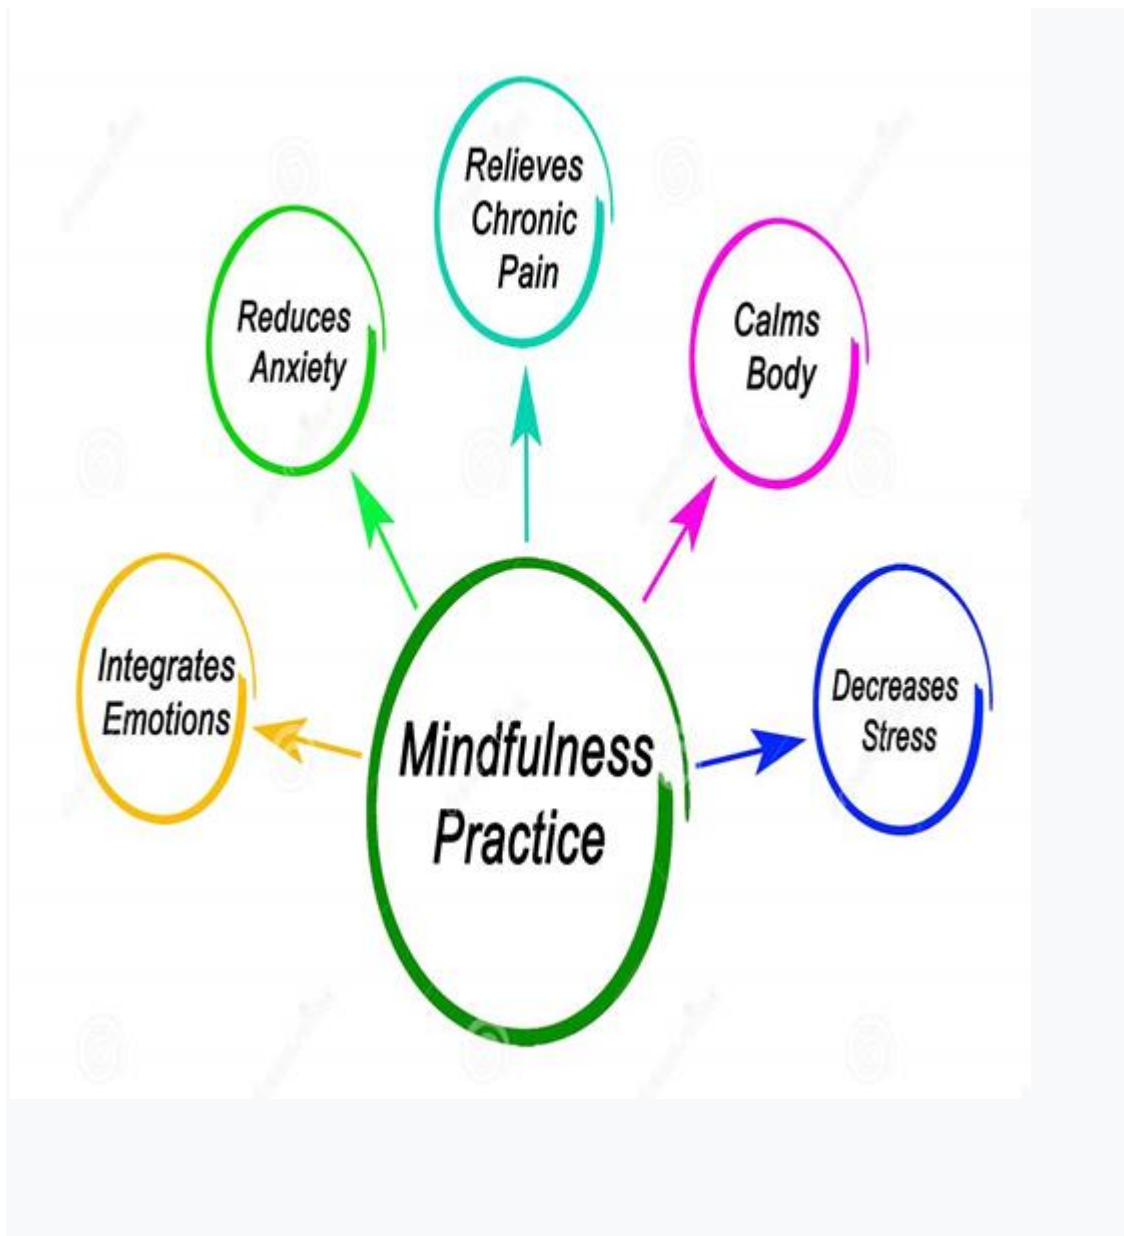 Relieves
Chronic
Pain
Reduces
Anxiety
Calms
Body
Integrates
Emotions
Decreases
Stress
Mindfulness
Practice